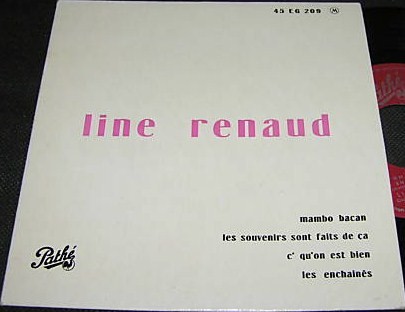 45 EG 209 M
line renaud
mambo bacan
les souvenirs sont faits de ça
c' qu'on est bien
les enchaînés
Pathé